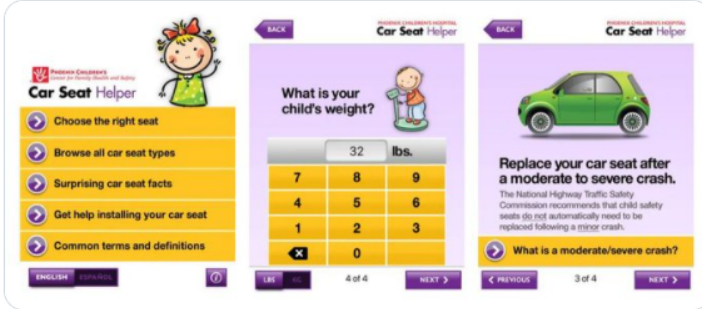 PHOENIX CHILDREN'S
Center for Family Health and Safety
Car Seat Helper
Choose the right seat
Browse all car seat types
Surprising car seat facts
Get help installing your car seat
Common terms and definitions
ENGLISH ESPAÑOL
BACK
PHOENIX CHILDREN'S HOSPITAL
Car Seat Helper
What is your
child's weight?
32 lbs.
7 8 9
4 5 6
1 2 3
0
LBS KG 4 of 4 NEXT
BACK
PHOENIX CHILDREN'S HOSPITAL
Car Seat Helper
Replace your car seat after
a moderate to severe crash.
The National Highway Traffic Safety
Commission recommends that child safety
seats do not automatically need to be
replaced following a minor crash.
What is a moderate/severe crash?
PREVIOUS 3 of 4 NEXT